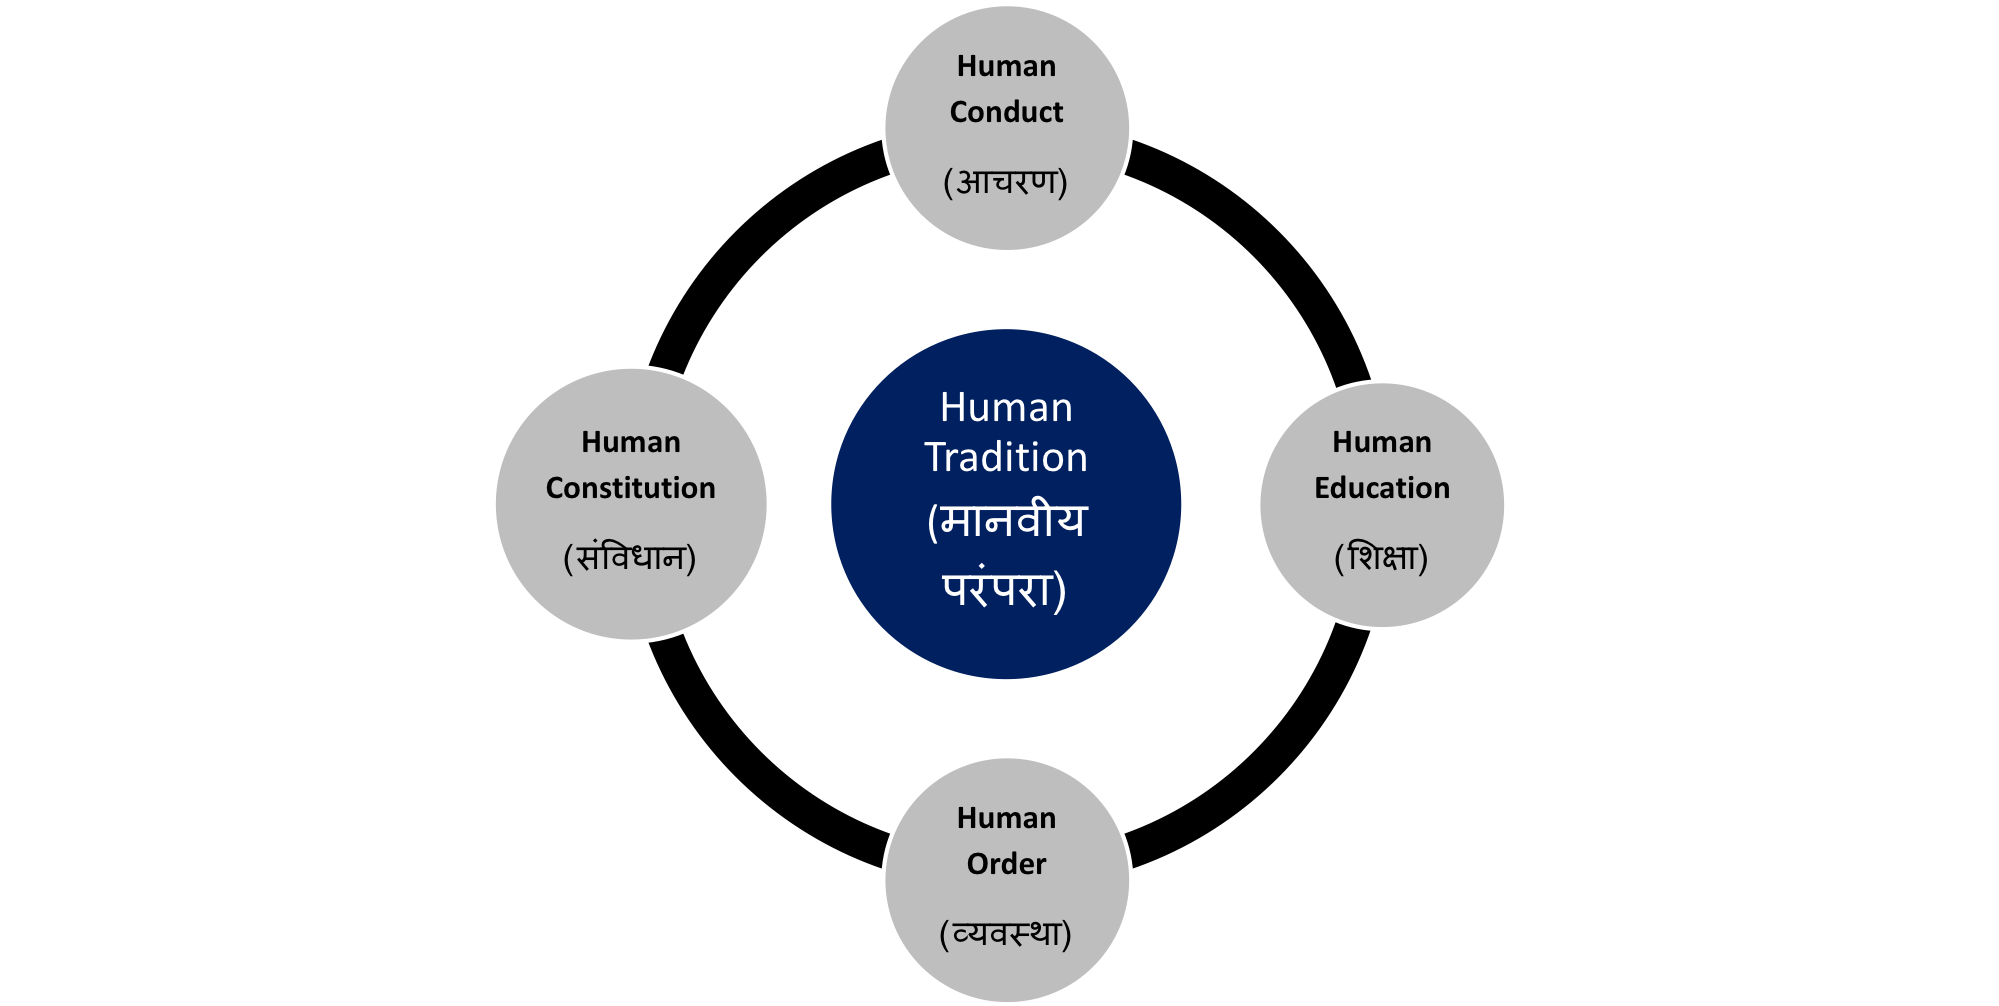 Human
Conduct
(आचरण)
Human
Constitution
(संविधान)
Human
Tradition
(मानवीय
परंपरा)
Human
Education
(शिक्षा)
Human
Order
(व्यवस्था)